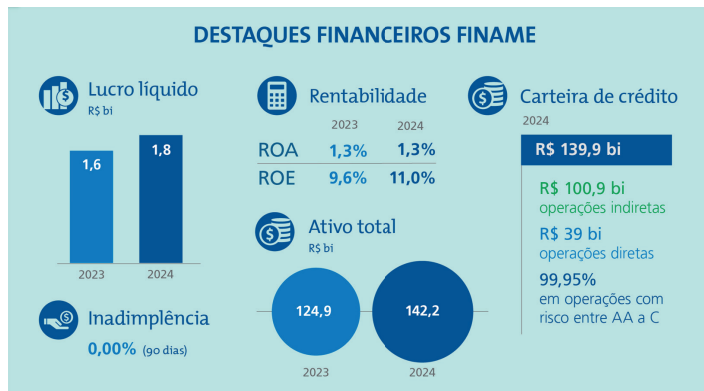 DESTAQUES FINANCEIROS FINAME
Lucro líquido
R$ bi
1,6
1,8
2023
2024
Inadimplência
0,00% (90 dias)
Rentabilidade
2023 2024
ROA 1,3% 1,3%
ROE 9,6% 11,0%
Ativo total
R$ bi
124,9
142,2
2023
2024
Carteira de crédito
2024
R$ 139,9 bi
R$ 100,9 bi
operações indiretas
R$ 39 bi
operações diretas
99,95%
em operações com
risco entre AA a C